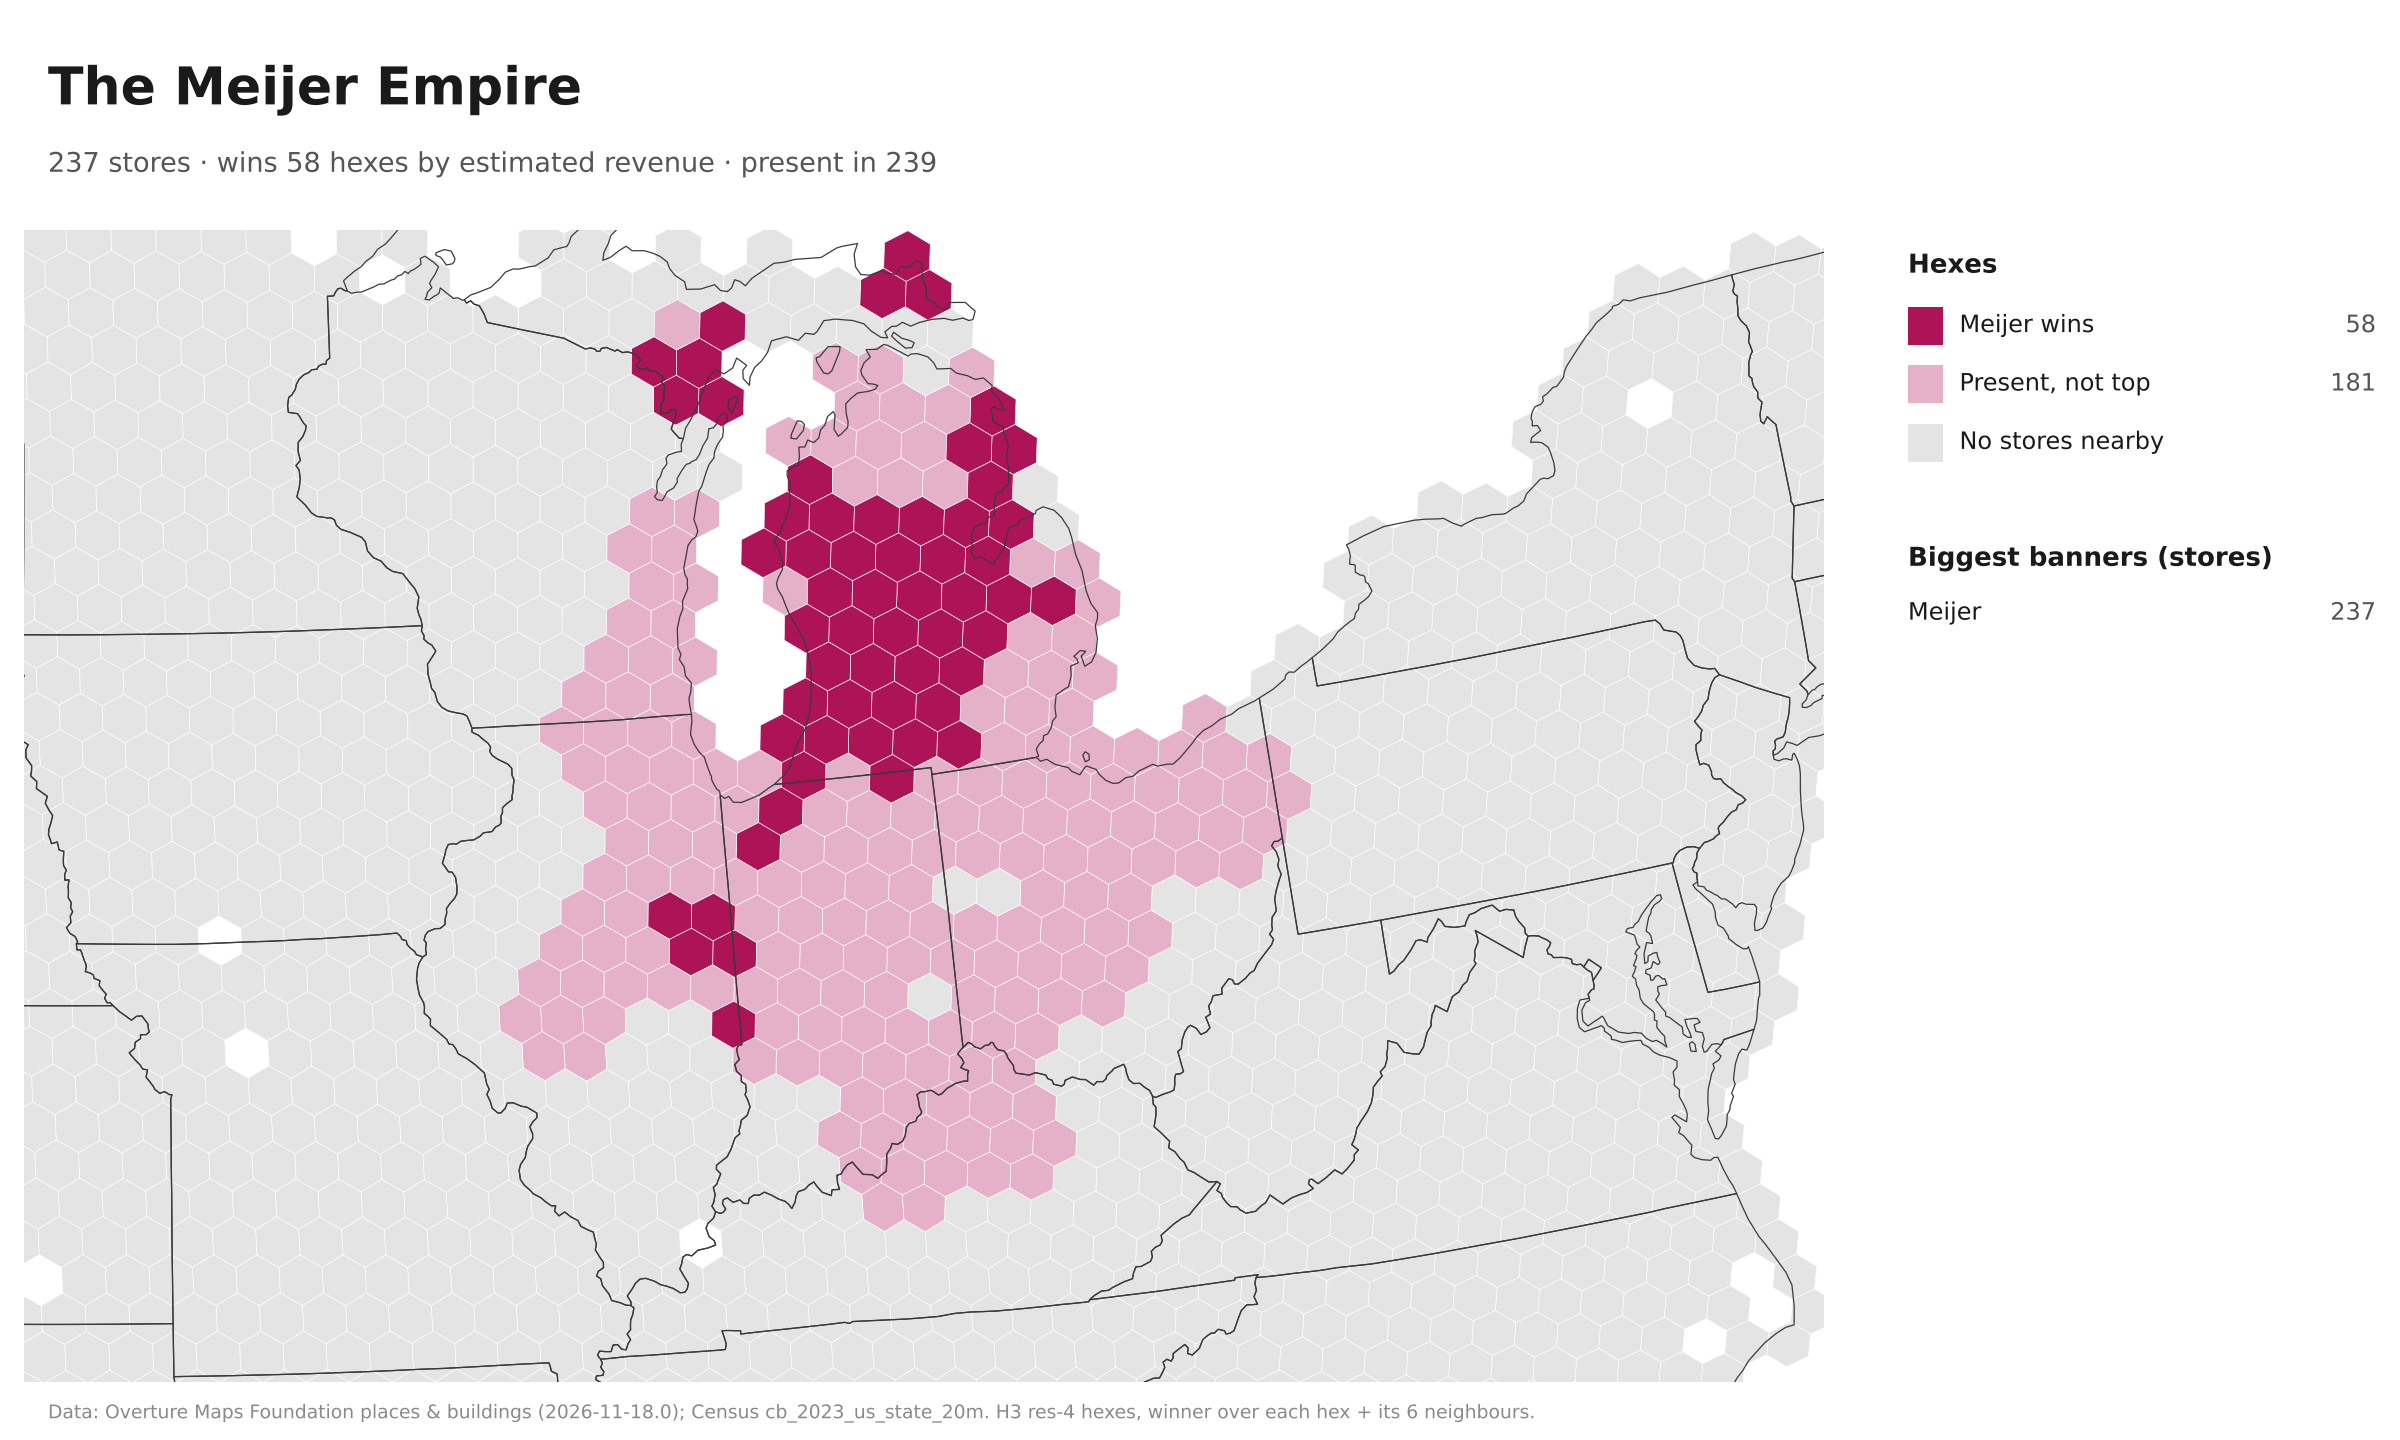 The Meijer Empire
237 stores · wins 58 hexes by estimated revenue · present in 239
Hexes
Meijer wins 58
Present, not top 181
No stores nearby
Biggest banners (stores)
Meijer 237
Data: Overture Maps Foundation places & buildings (2026-11-18.0); Census cb_2023_us_state_20m. H3 res-4 hexes, winner over each hex + its 6 neighbours.